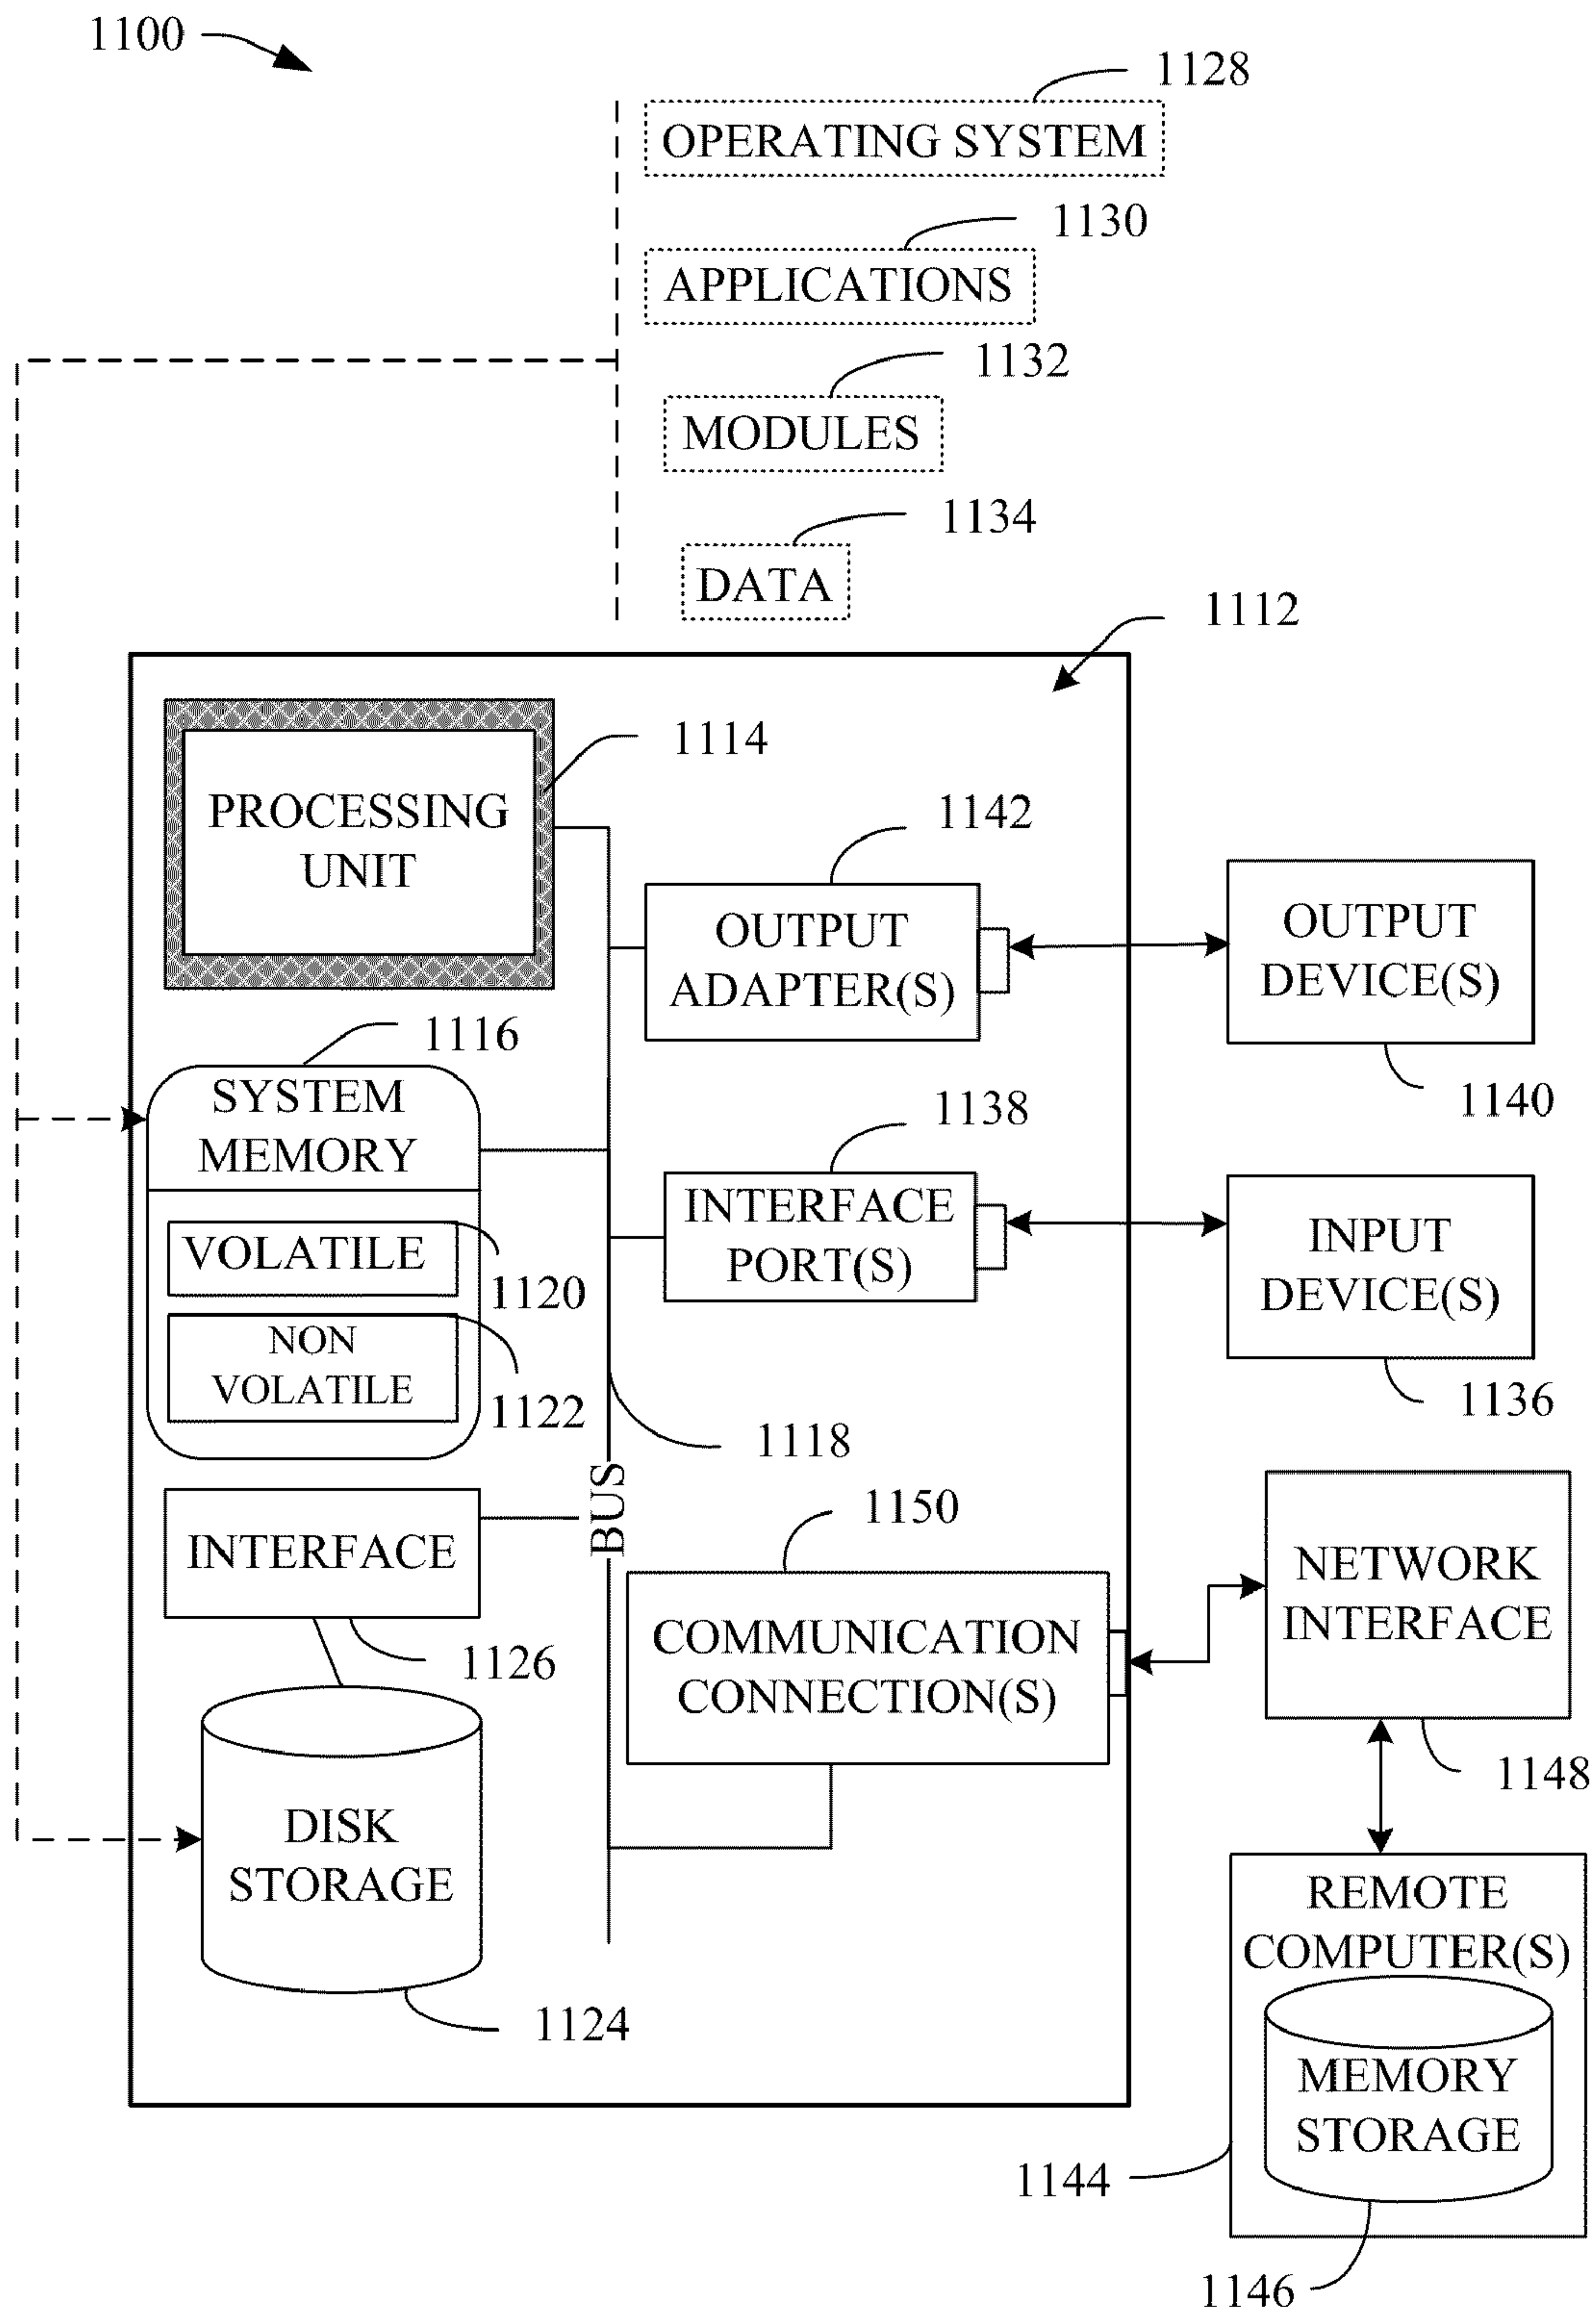 1100
1128
OPERATING SYSTEM
1130
APPLICATIONS
1132
MODULES
1134
DATA
1112
PROCESSING
UNIT
1114
1142
OUTPUT
ADAPTER(S)
OUTPUT
DEVICE(S)
1140
1116
SYSTEM
MEMORY
1138
INTERFACE
PORT(S)
INPUT
DEVICE(S)
1136
VOLATILE
1120
NON
VOLATILE
1122
1118
BUS
INTERFACE
1126
1150
COMMUNICATION
CONNECTION(S)
NETWORK
INTERFACE
1148
DISK
STORAGE
1124
REMOTE
COMPUTER(S)
MEMORY
STORAGE
1144
1146